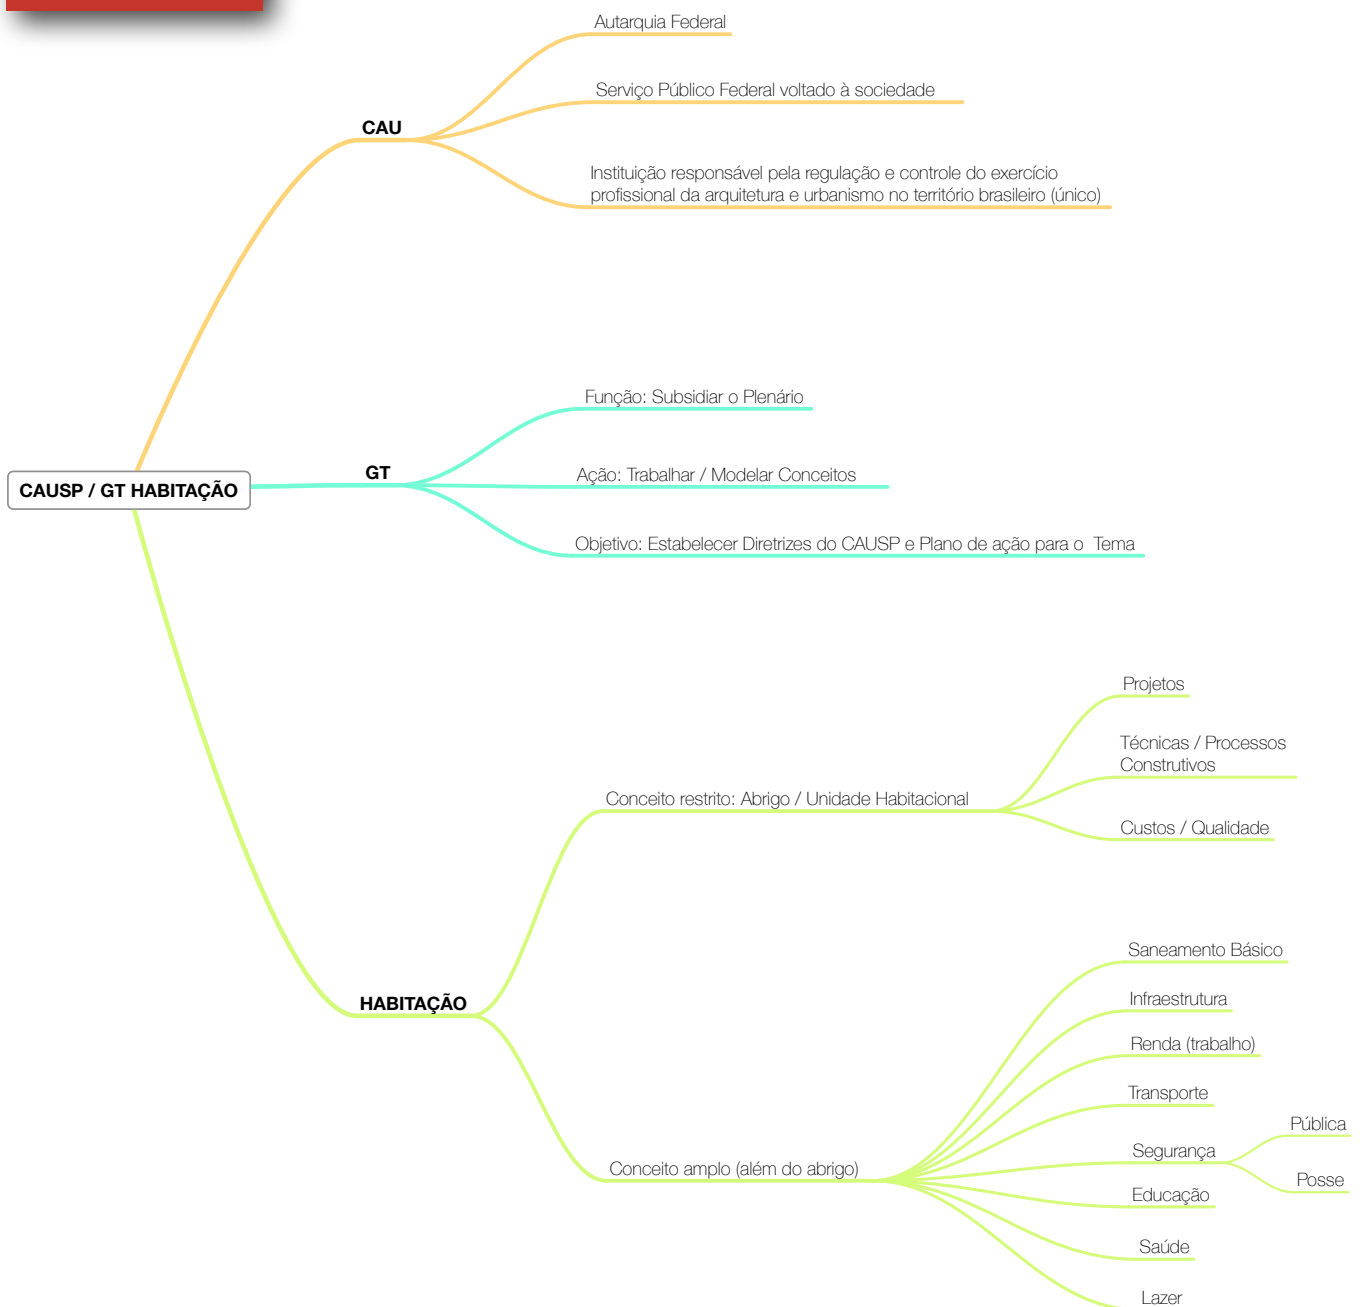 Autarquia Federal
Serviço Público Federal voltado à sociedade
CAU
Instituição responsável pela regulação e controle do exercício
profissional da arquitetura e urbanismo no território brasileiro (único)
Função: Subsidiar o Plenário
GT
Ação: Trabalhar / Modelar Conceitos
CAUSP / GT HABITAÇÃO
Objetivo: Estabelecer Diretrizes do CAUSP e Plano de ação para o  Tema
Projetos
Técnicas / Processos
Construtivos
Conceito restrito: Abrigo / Unidade Habitacional
Custos / Qualidade
Saneamento Básico
HABITAÇÃO
Infraestrutura
Renda (trabalho)
Transporte
Pública
Segurança
Conceito amplo (além do abrigo)
Posse
Educação
Saúde
Lazer